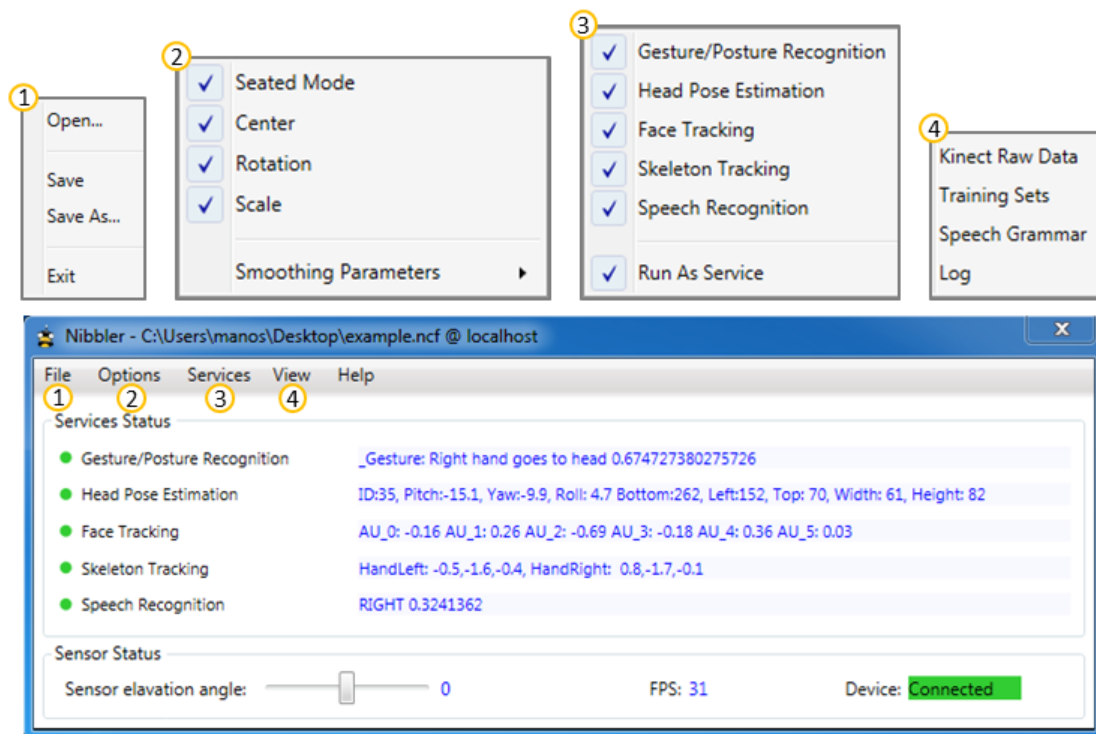 1
Open...
Save
Save As...
Exit
2
Seated Mode
Center
Rotation
Scale
Smoothing Parameters
3
Gesture/Posture Recognition
Head Pose Estimation
Face Tracking
Skeleton Tracking
Speech Recognition
Run As Service
4
Kinect Raw Data
Training Sets
Speech Grammar
Log
Nibbler - C:\Users\manos\Desktop\example.ncf @ localhost x
File Options Services View Help
1 2 3 4
Services Status
Gesture/Posture Recognition _Gesture: Right hand goes to head 0.674727380275726
Head Pose Estimation ID:35, Pitch:-15.1, Yaw:-9.9, Roll: 4.7 Bottom:262, Left:152, Top: 70, Width: 61, Height: 82
Face Tracking AU_0: -0.16 AU_1: 0.26 AU_2: -0.69 AU_3: -0.18 AU_4: 0.36 AU_5: 0.03
Skeleton Tracking HandLeft: -0.5,-1.6,-0.4, HandRight: 0.8,-1.7,-0.1
Speech Recognition RIGHT 0.3241362
Sensor Status
Sensor elavation angle: 0 FPS: 31 Device: Connected